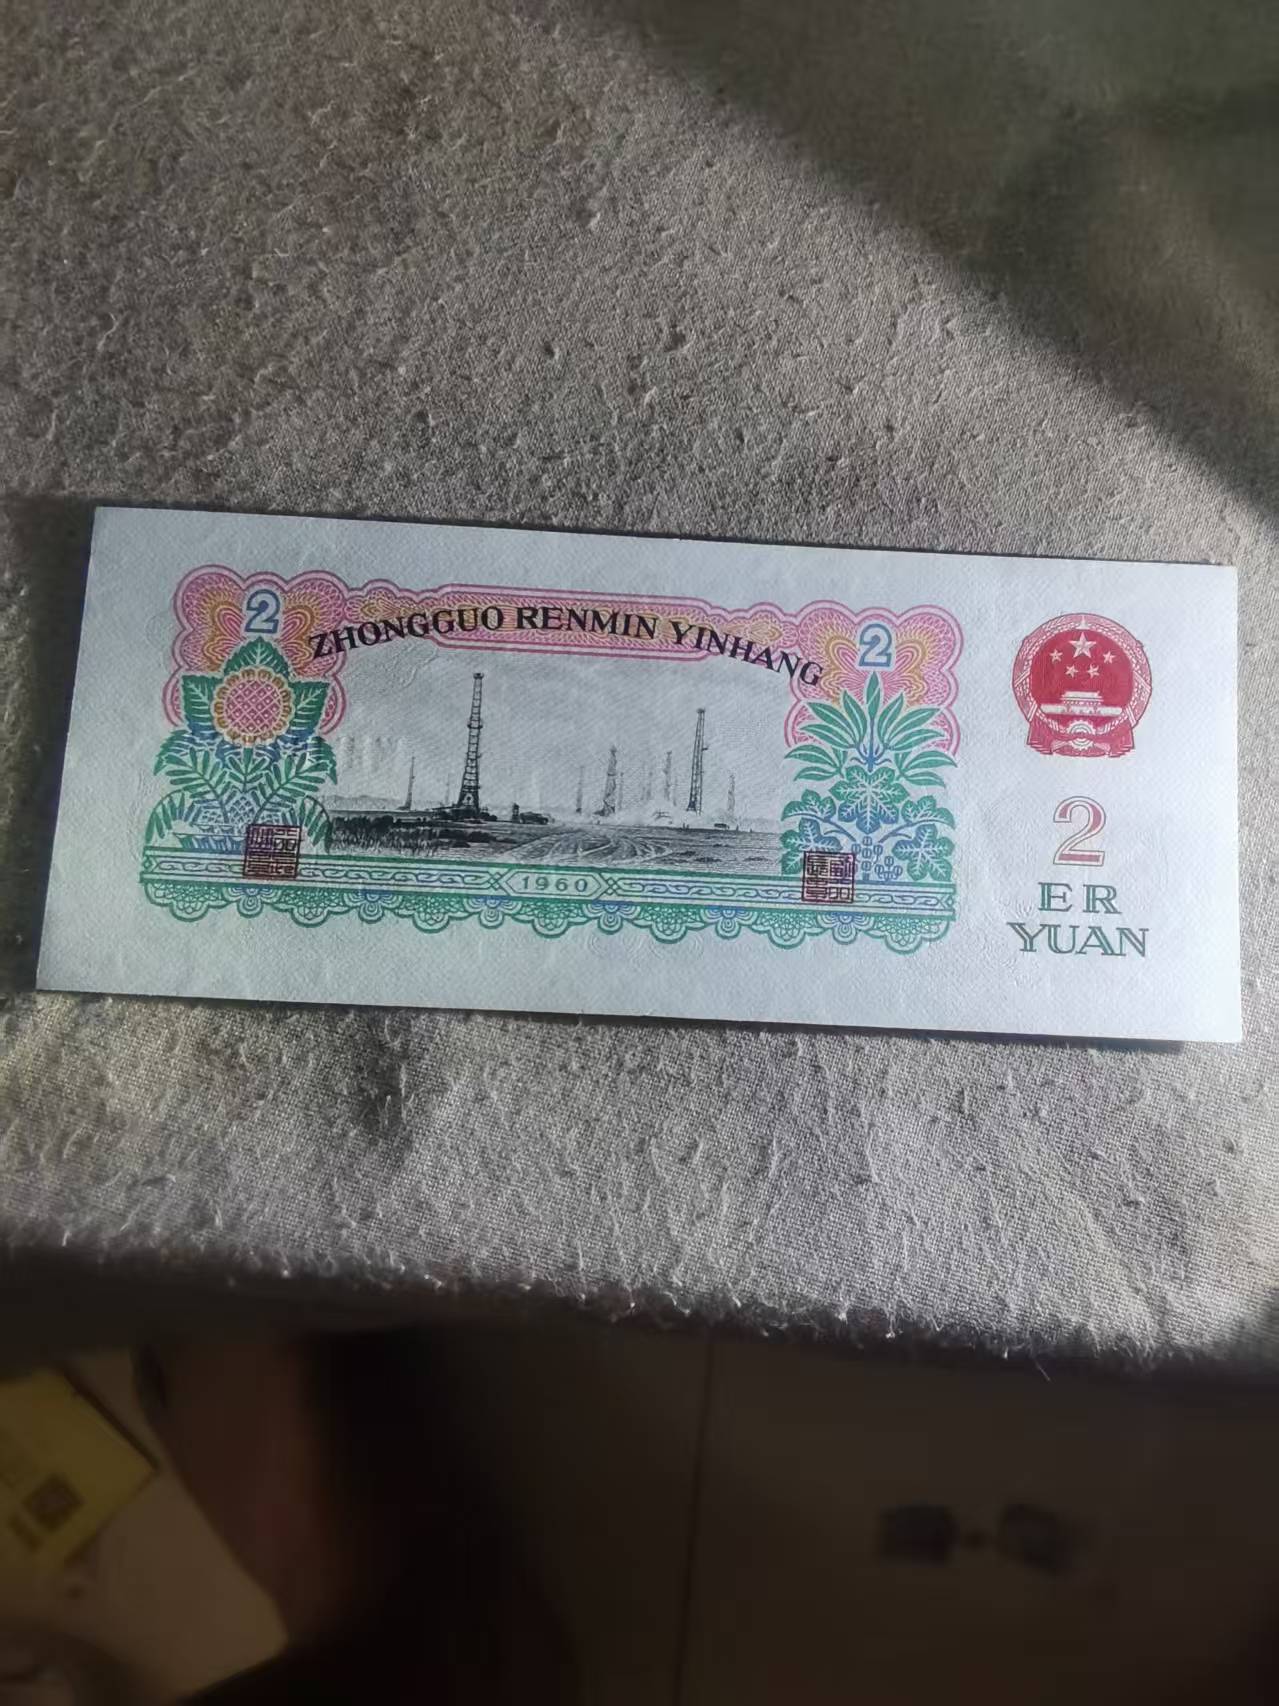 2
2
ZHONGGUO RENMIN YINHANG
1960
2
ER
YUAN